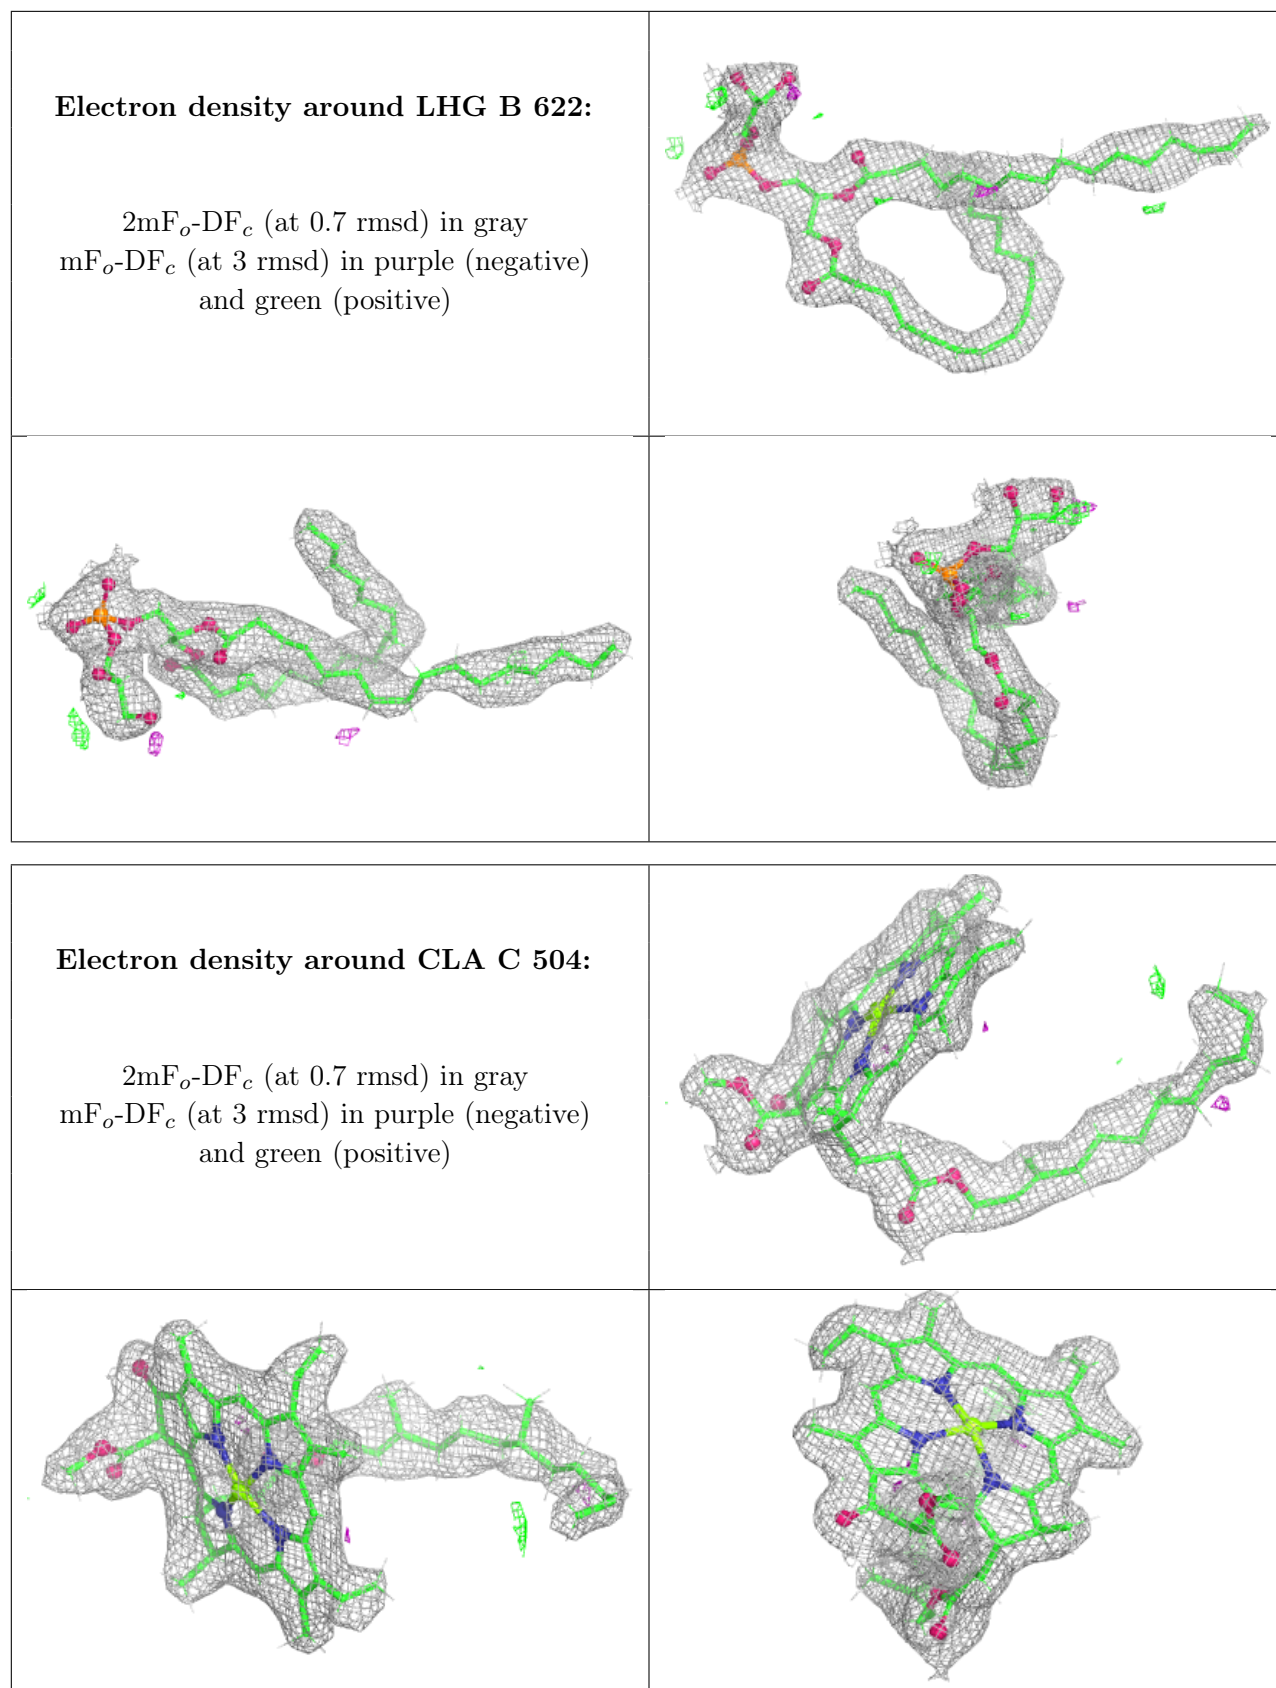 Electron density around LHG B 622:
2mFo-DFc (at 0.7 rmsd) in gray
mFo-DFc (at 3 rmsd) in purple (negative)
and green (positive)
Electron density around CLA C 504:
2mFo-DFc (at 0.7 rmsd) in gray
mFo-DFc (at 3 rmsd) in purple (negative)
and green (positive)